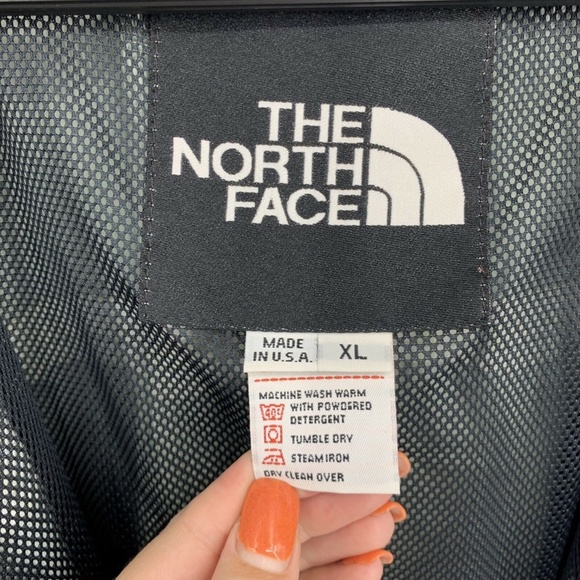 THE
NORTH
FACE
MADE
IN U.S.A.
XL
MACHINE WASH WARM
WITH POWDERED
DETERGENT
TUMBLE DRY
STEAM IRON
DRY CLEAN OVER